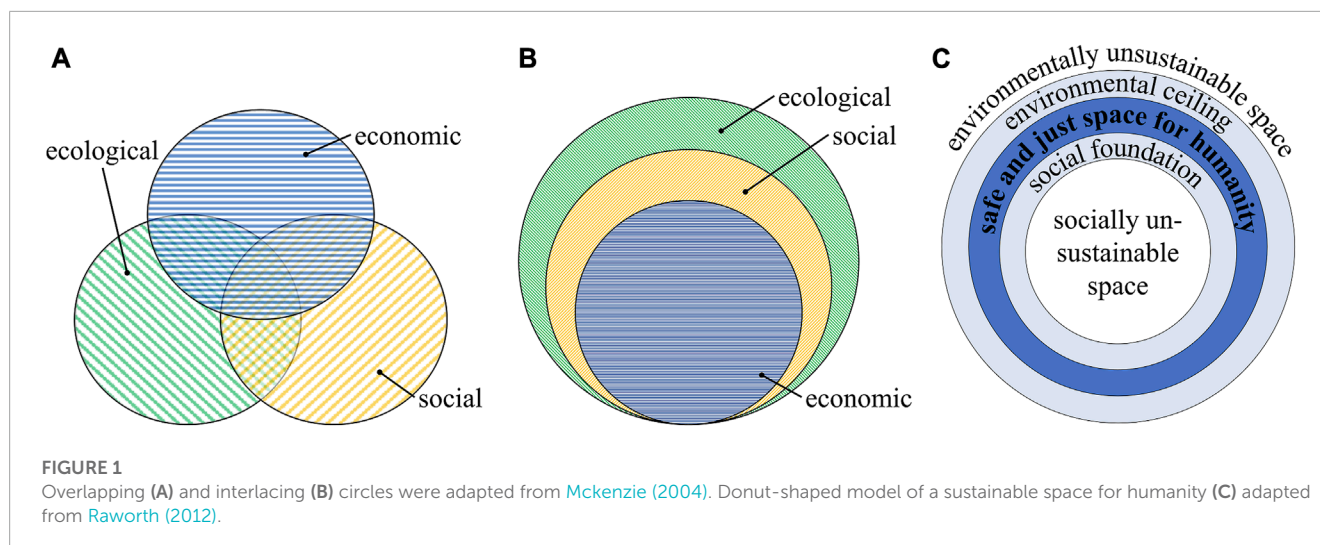 A
ecological
economic
social
B
ecological
social
economic
C
environmentally unsustainable space
environmental ceiling
safe and just space for humanity
social foundation
socially un-
sustainable
space
FIGURE 1
Overlapping (A) and interlacing (B) circles were adapted from Mckenzie (2004). Donut-shaped model of a sustainable space for humanity (C) adapted
from Raworth (2012).